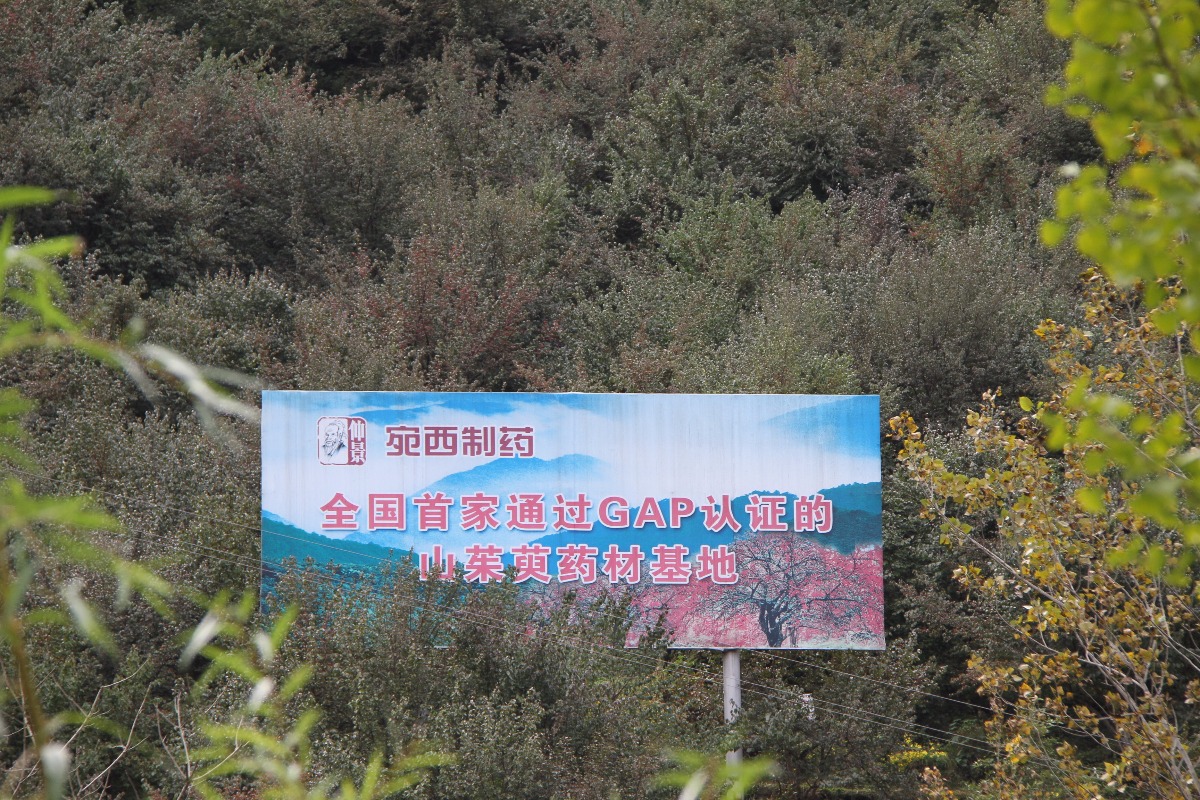 仲景
宛西制药
全国首家通过GAP认证的
山茱萸药材基地